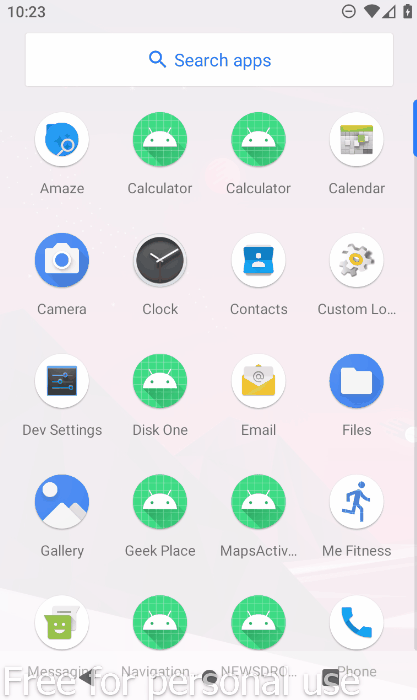 10:23
Search apps
Amaze Calculator Calculator Calendar
Camera Clock Contacts Custom Lo...
Dev Settings Disk One Email Files
Gallery Geek Place MapsActiv... Me Fitness
Messaging Navigation... NEWSDRO... Phone
Free for personal use